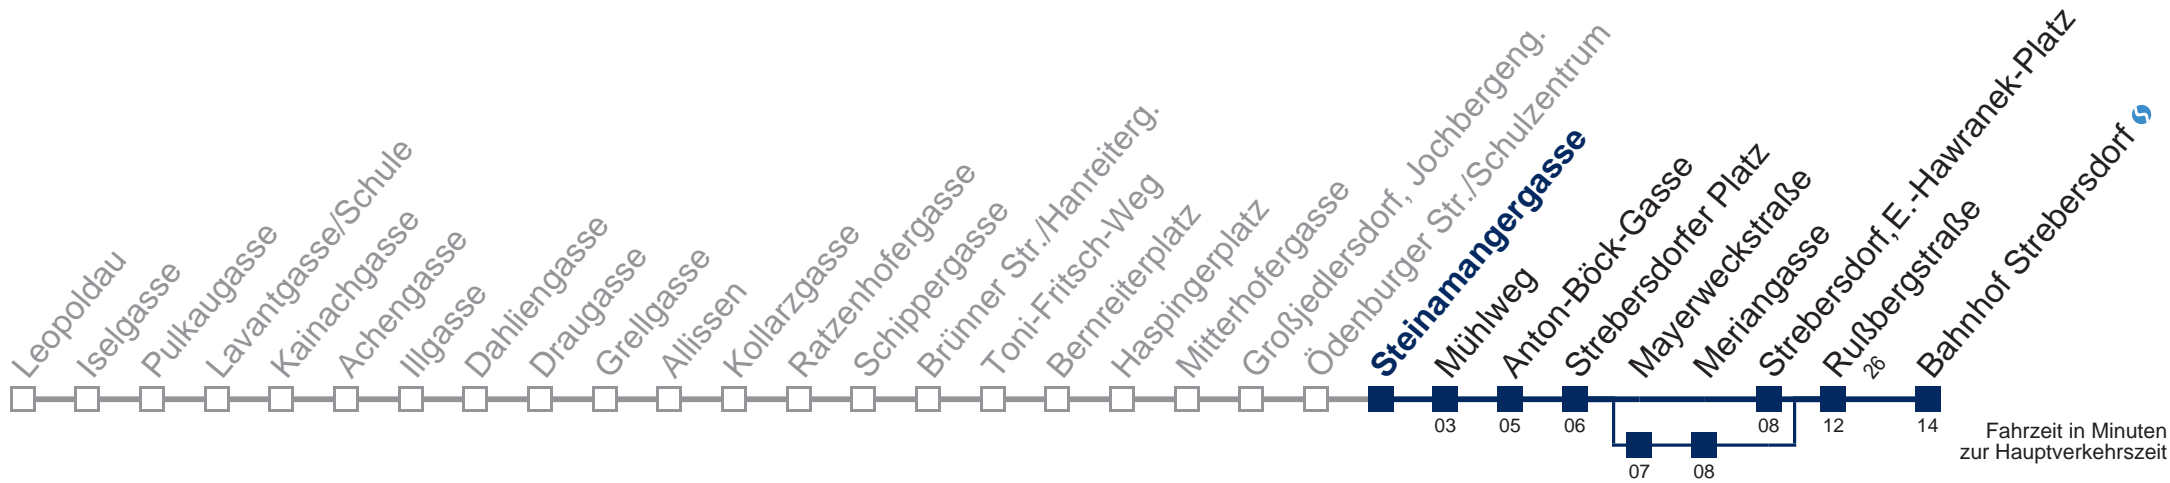 Leopoldau
Iselgasse
Pulkaugasse
Lavantgasse/Schule
Kainachgasse
Achengasse
Illgasse
Dahliengasse
Draugasse
Grellgasse
Allissen
Kollarzgasse
Ratzenhofergasse
Schippergasse
Brünner Str./Hanreiterg.
Toni-Fritsch-Weg
Bernreiterplatz
Haspingerplatz
Mitterhofergasse
Großjedlersdorf, Jochbergeng.
Ödenburger Str./Schulzentrum
Steinamangergasse
Mühlweg
Anton-Böck-Gasse
Strebersdorfer Platz
Mayerweckstraße
Meriangasse
Strebersdorf,E.-Hawranek-Platz
Rußbergstraße
26
Bahnhof Strebersdorf
03
05
06
08
12
14
07
08
Fahrzeit in Minuten
zur Hauptverkehrszeit